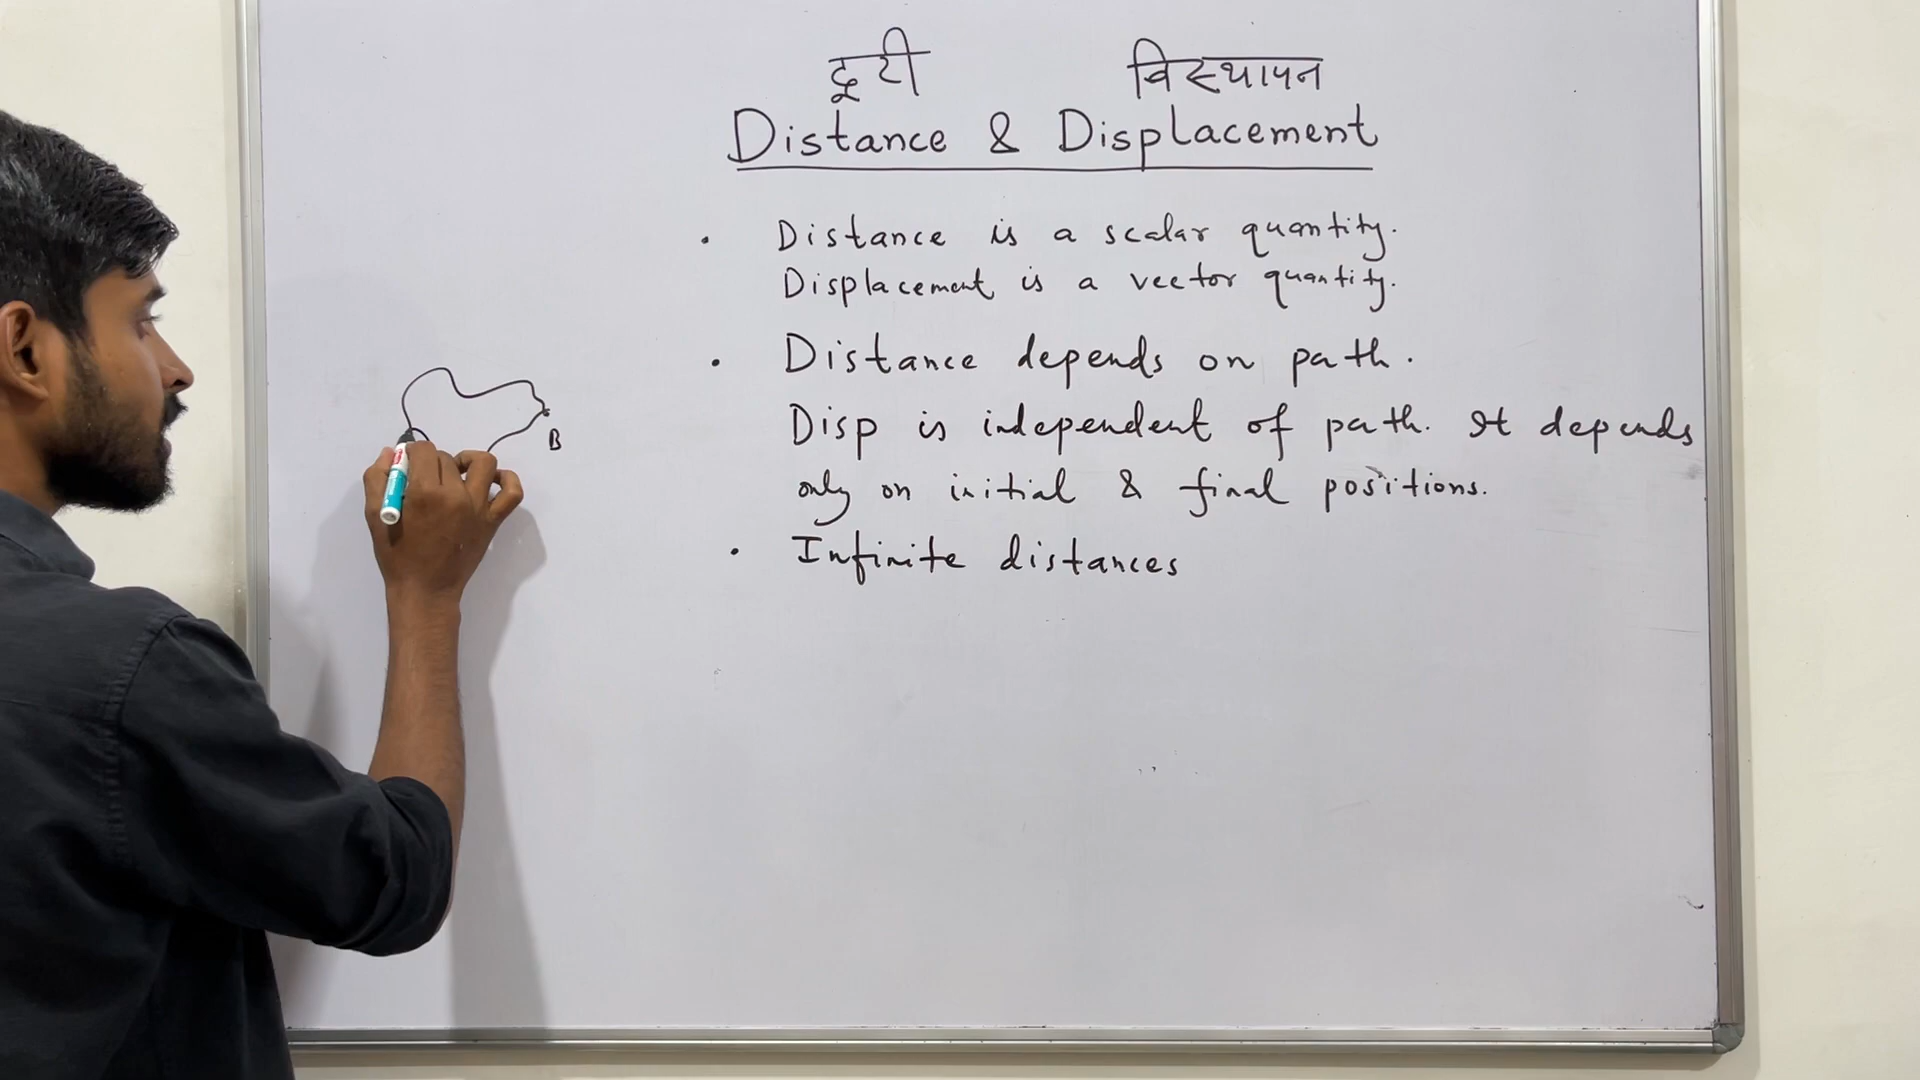 दूरी विस्थापन
Distance & Displacement
• Distance is a scalar quantity.
Displacement is a vector quantity.
• Distance depends on path.
Disp is independent of path. It depends
only on initial & final positions.
• Infinite distances
B